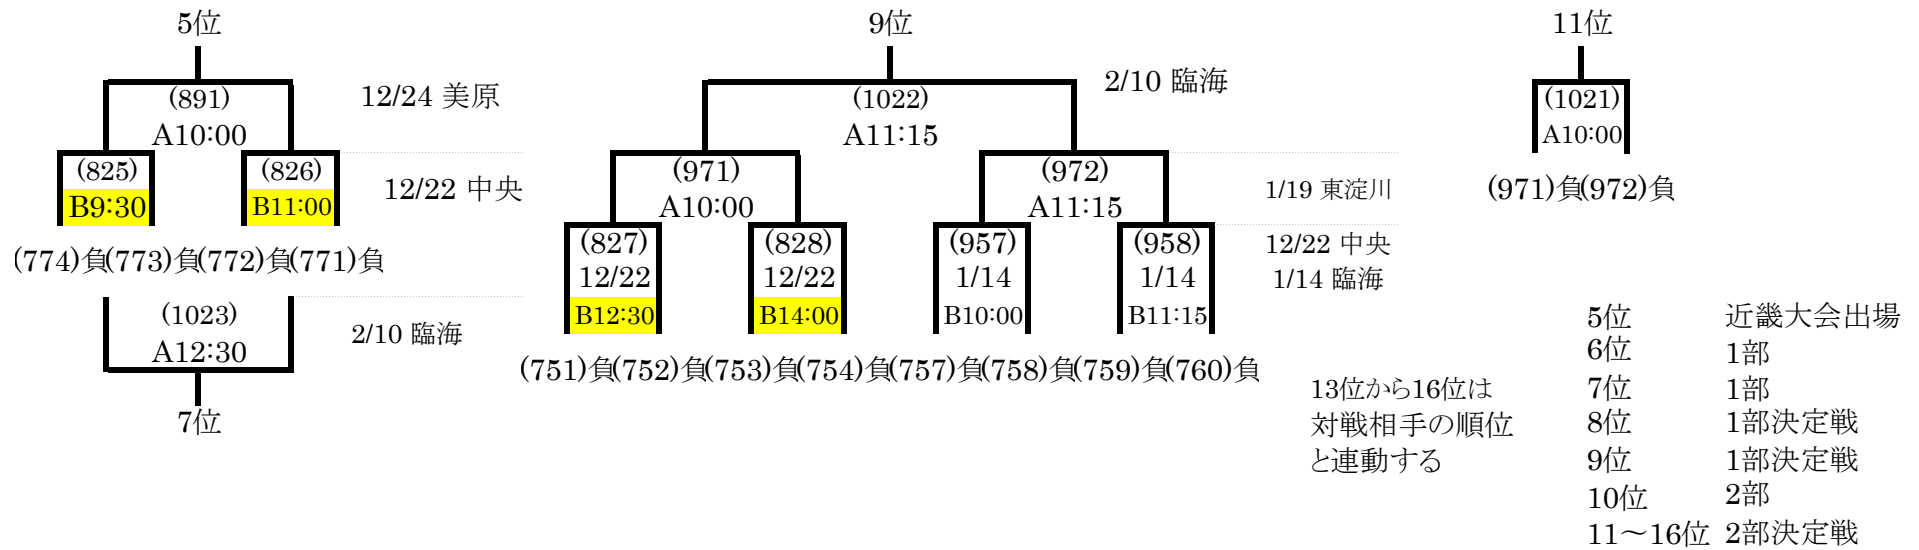 5位
(891)
A10:00
12/24 美原
(825)
B9:30
(826)
B11:00
12/22 中央
(774)負(773)負(772)負(771)負
(1023)
A12:30
2/10 臨海
7位
9位
(1022)
A11:15
2/10 臨海
(971)
A10:00
(972)
A11:15
1/19 東淀川
(827)
12/22
B12:30
(828)
12/22
B14:00
(957)
1/14
B10:00
(958)
1/14
B11:15
12/22 中央
1/14 臨海
(751)負(752)負(753)負(754)負(757)負(758)負(759)負(760)負
11位
(1021)
A10:00
(971)負(972)負
13位から16位は
対戦相手の順位
と連動する
5位 近畿大会出場
6位 1部
7位 1部
8位 1部決定戦
9位 1部決定戦
10位 2部
11～16位 2部決定戦